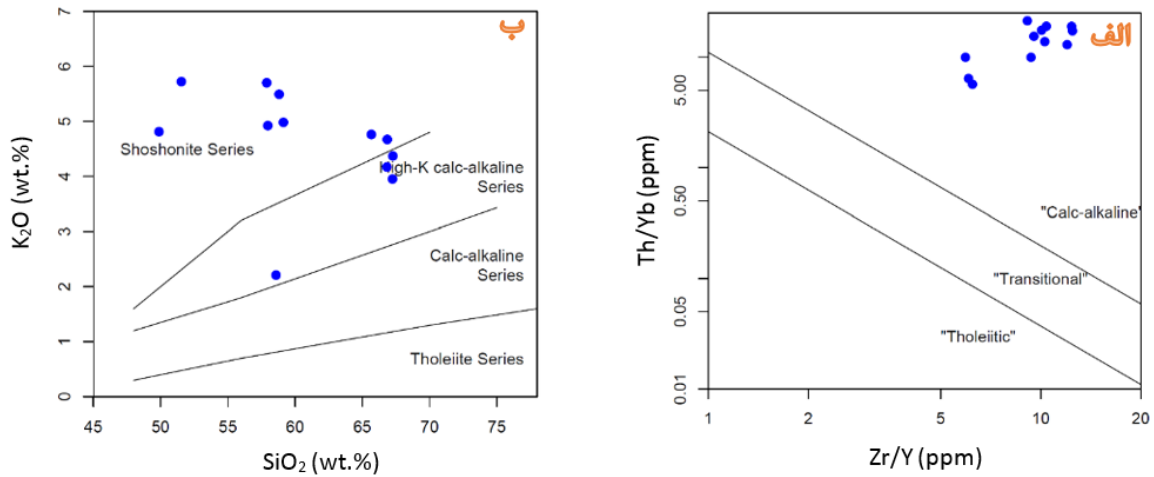 ب
7
6
5
4
3
2
1
0
K₂O (wt.%)
Shoshonite Series
High-K calc-alkaline
Series
Calc-alkaline
Series
Tholeiite Series
45 50 55 60 65 70 75
SiO₂ (wt.%)
الف
5.00
0.50
0.05
0.01
Th/Yb (ppm)
"Calc-alkaline"
"Transitional"
"Tholeiitic"
1 2 5 10 20
Zr/Y (ppm)